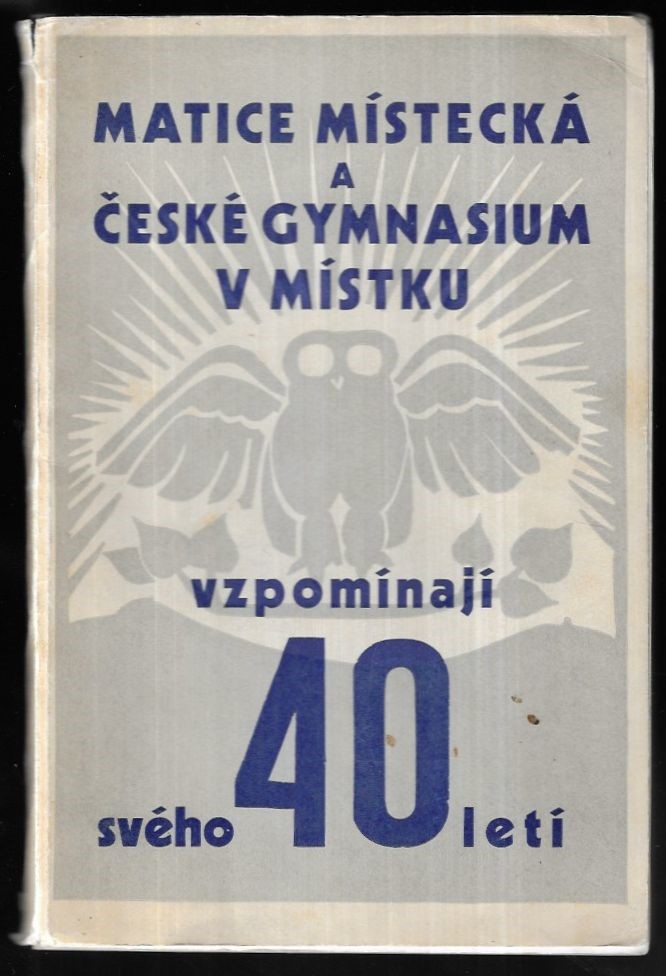 MATICE MÍSTECKÁ
A
ČESKÉ GYMNASIUM
V MÍSTKU
vzpomínají
svého 40 letí